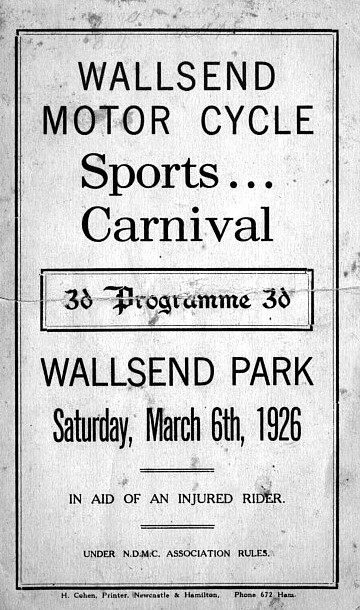 WALLSEND
MOTOR CYCLE
Sports...
Carnival
3d Programme 3d
WALLSEND PARK
Saturday, March 6th, 1926
IN AID OF AN INJURED RIDER.
UNDER N.D.M.C. ASSOCIATION RULES.
H. Cohen, Printer, Newcastle & Hamilton, Phone 672 Ham.